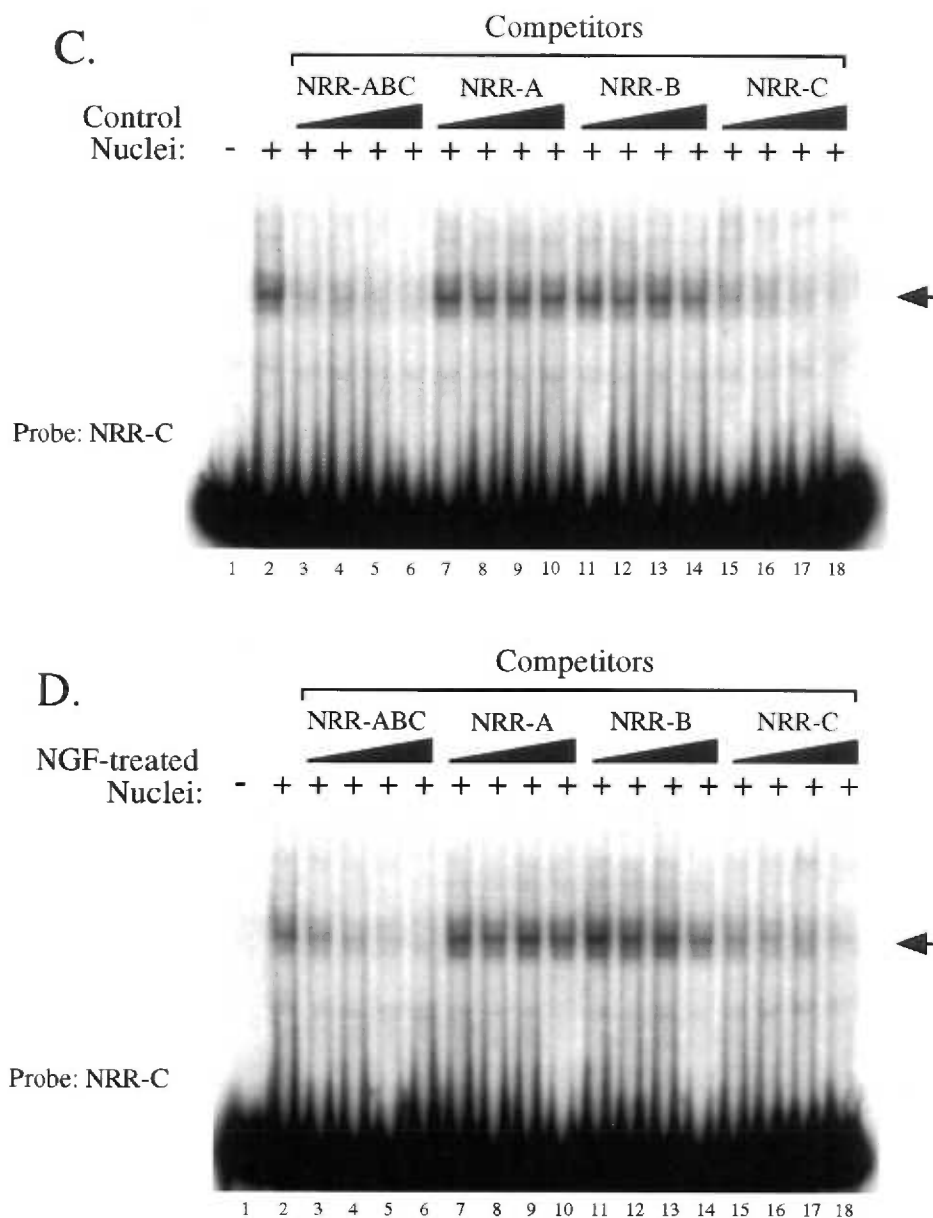 C.
Competitors
NRR-ABC NRR-A NRR-B NRR-C
Control
Nuclei: - + + + + + + + + + + + + + + + + +
Probe: NRR-C
1 2 3 4 5 6 7 8 9 10 11 12 13 14 15 16 17 18
D.
Competitors
NRR-ABC NRR-A NRR-B NRR-C
NGF-treated
Nuclei: - + + + + + + + + + + + + + + + + +
Probe: NRR-C
1 2 3 4 5 6 7 8 9 10 11 12 13 14 15 16 17 18